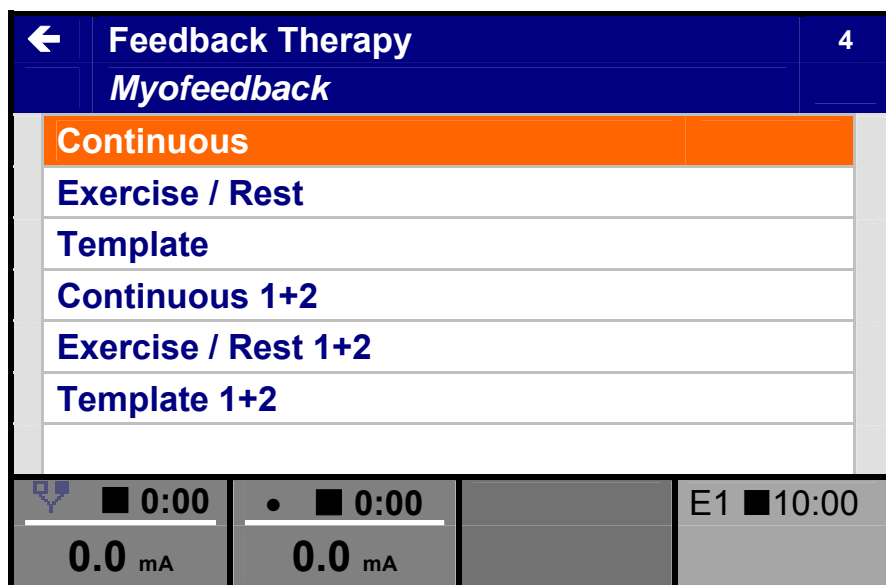 Feedback Therapy 4
Myofeedback
Continuous
Exercise / Rest
Template
Continuous 1+2
Exercise / Rest 1+2
Template 1+2
0:00 0:00 E1 10:00
0.0 mA 0.0 mA